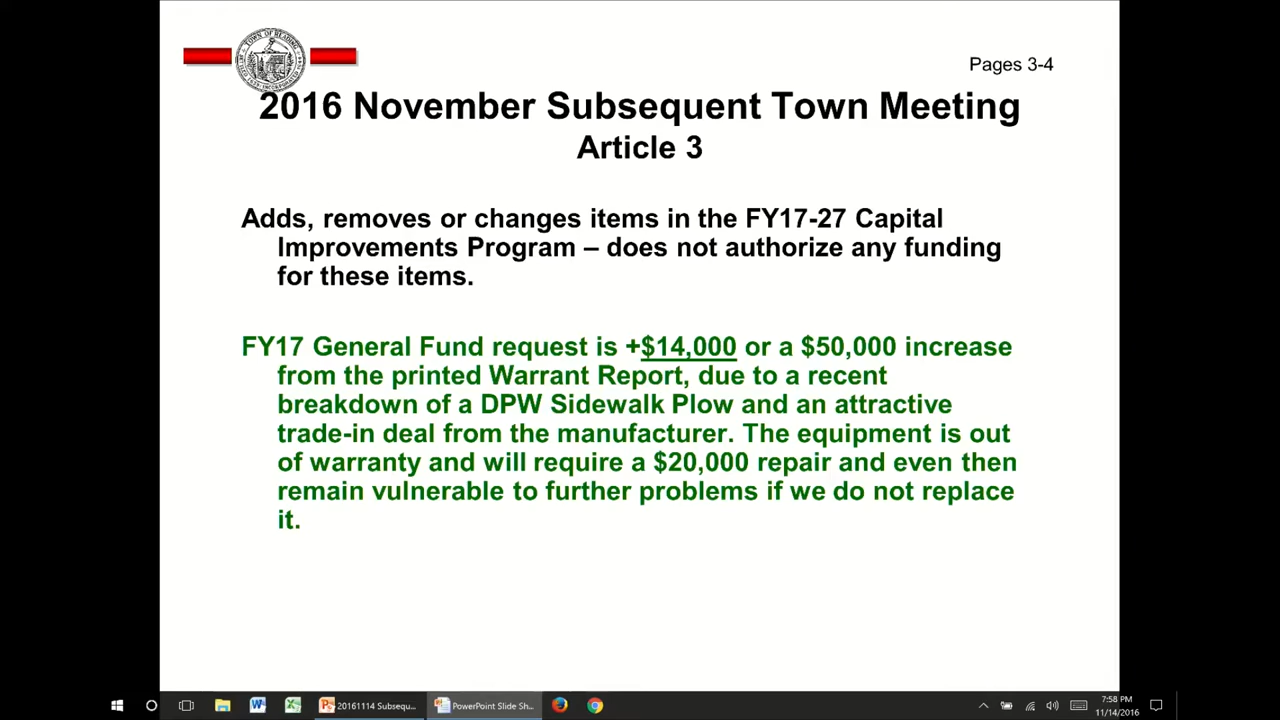 TOWN OF READING
Pages 3-4
2016 November Subsequent Town Meeting
Article 3
Adds, removes or changes items in the FY17-27 Capital
Improvements Program – does not authorize any funding
for these items.
FY17 General Fund request is +$14,000 or a $50,000 increase
from the printed Warrant Report, due to a recent
breakdown of a DPW Sidewalk Plow and an attractive
trade-in deal from the manufacturer. The equipment is out
of warranty and will require a $20,000 repair and even then
remain vulnerable to further problems if we do not replace
it.
20161114 Subsequ...
PowerPoint Slide Sh...
7:58 PM
11/14/2016